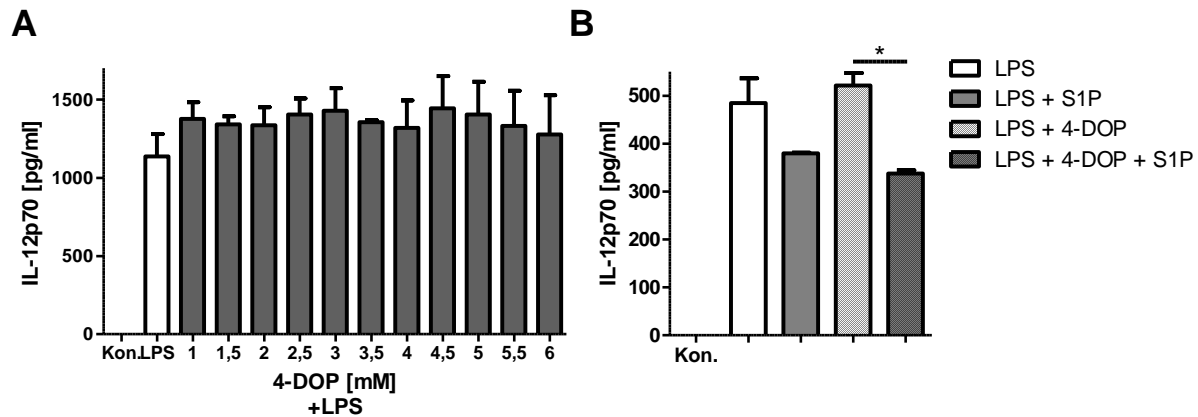 A
IL-12p70 [pg/ml]
1500
1000
500
0
Kon. LPS 1 1,5 2 2,5 3 3,5 4 4,5 5 5,5 6
4-DOP [mM]
+LPS
B
IL-12p70 [pg/ml]
500
400
300
200
100
0
Kon.
*
LPS
LPS + S1P
LPS + 4-DOP
LPS + 4-DOP + S1P